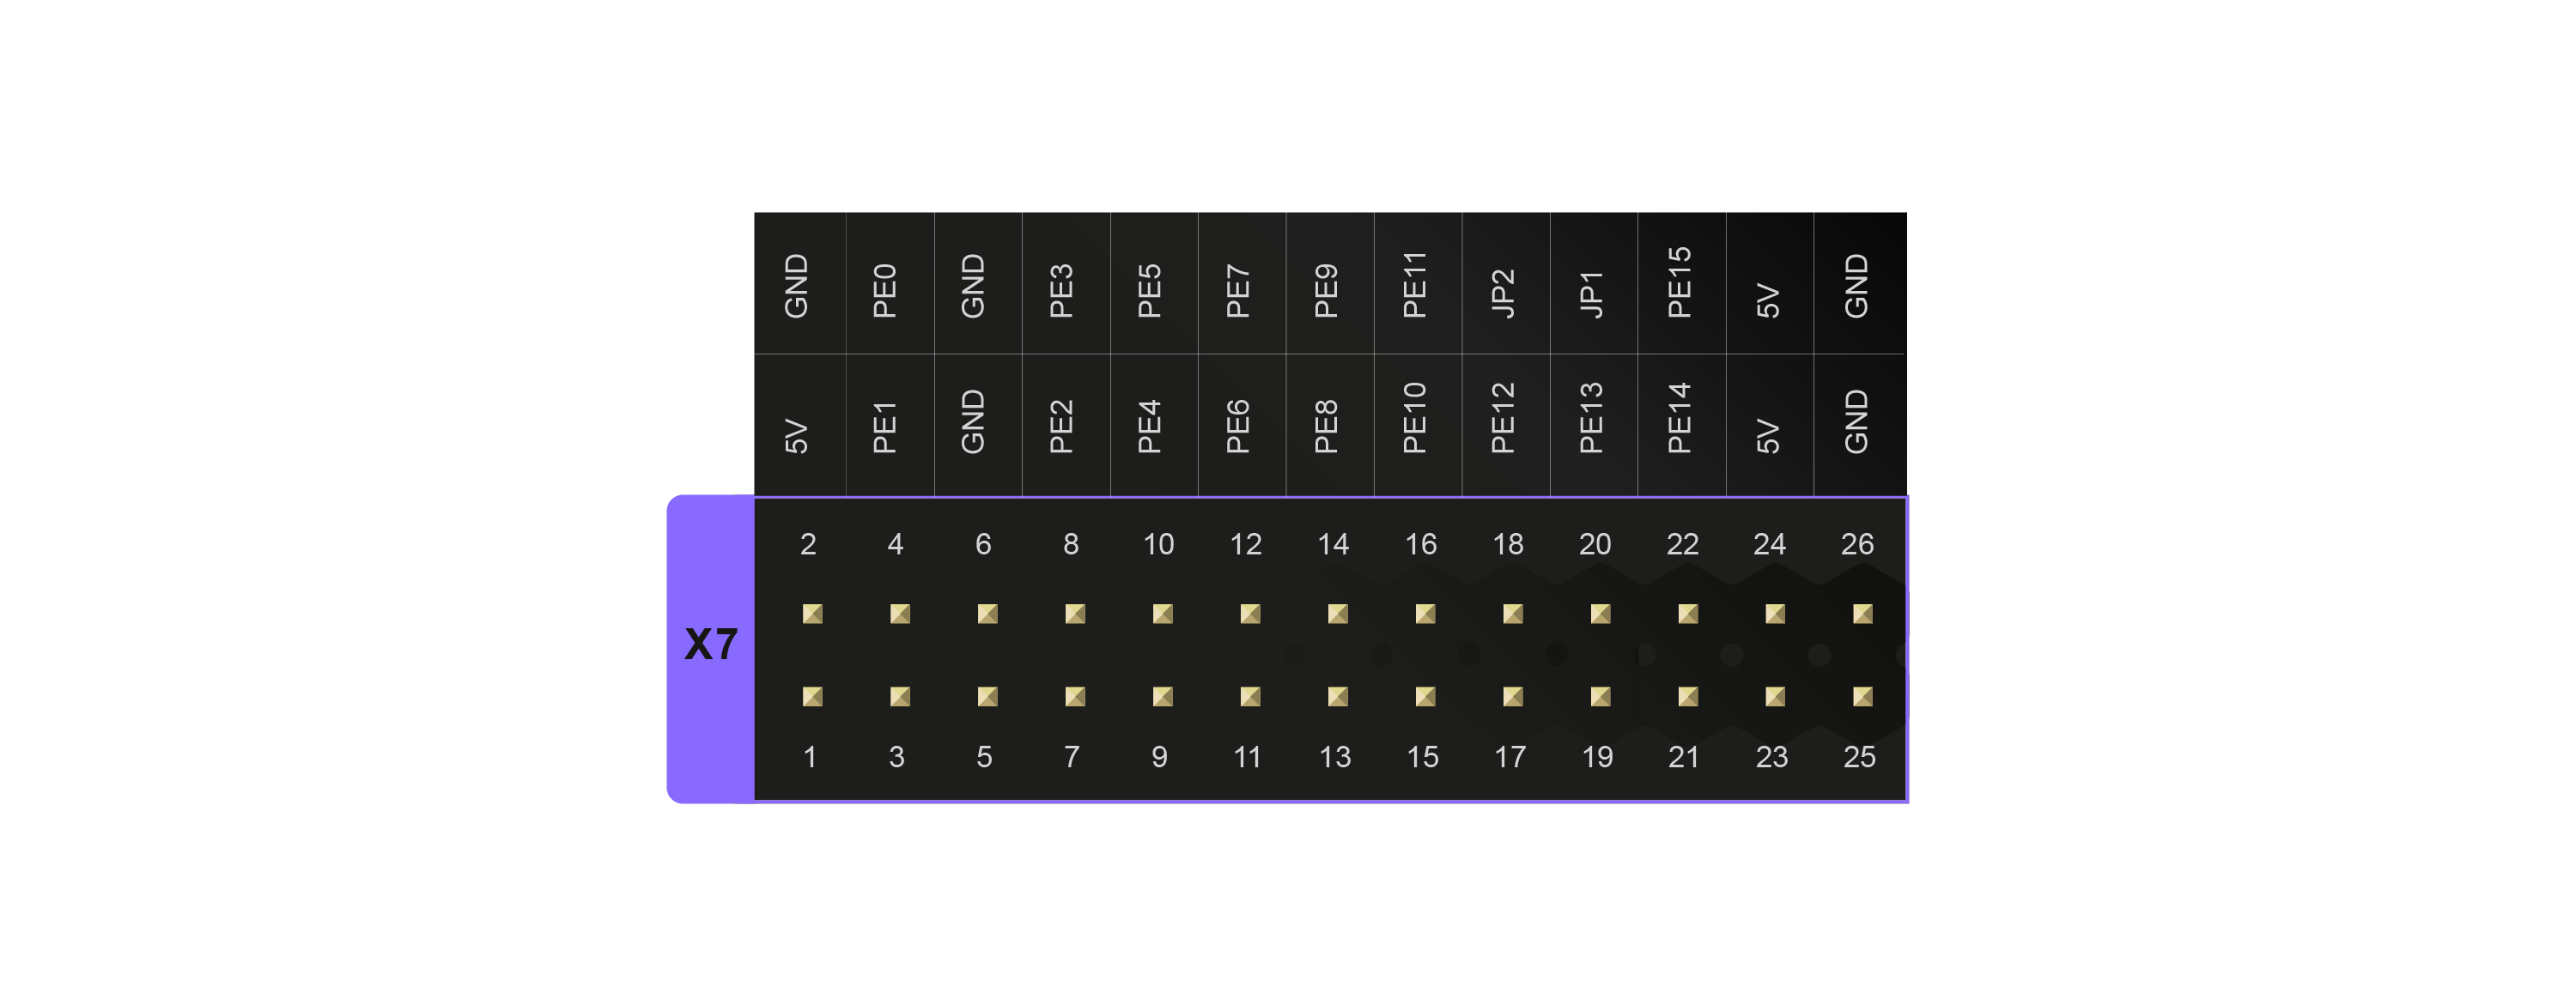 GND PE0 GND PE3 PE5 PE7 PE9 PE11 JP2 JP1 PE15 5V GND
5V PE1 GND PE2 PE4 PE6 PE8 PE10 PE12 PE13 PE14 5V GND
2 4 6 8 10 12 14 16 18 20 22 24 26
X7
1 3 5 7 9 11 13 15 17 19 21 23 25